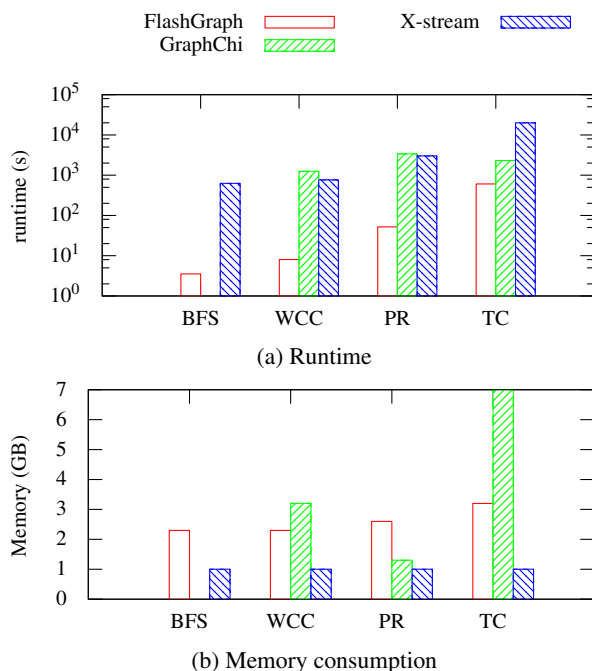 FlashGraph X-stream
GraphChi
runtime (s)
10^5
10^4
10^3
10^2
10^1
10^0
BFS WCC PR TC
(a) Runtime
Memory (GB)
7
6
5
4
3
2
1
0
BFS WCC PR TC
(b) Memory consumption